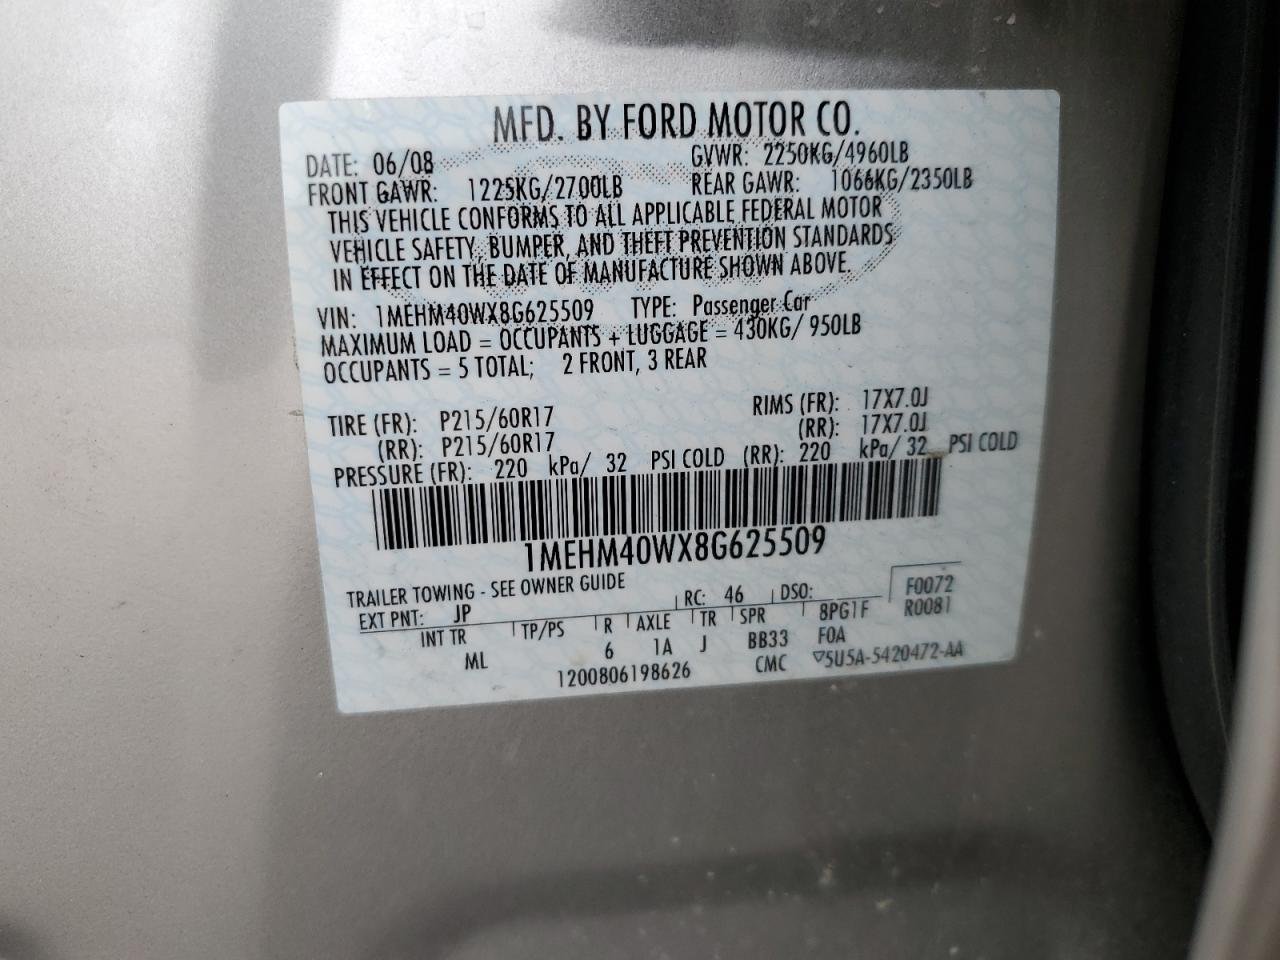 MFD. BY FORD MOTOR CO.
DATE: 06/08 GVWR: 2250KG/4960LB
FRONT GAWR: 1225KG/2700LB REAR GAWR: 1066KG/2350LB
THIS VEHICLE CONFORMS TO ALL APPLICABLE FEDERAL MOTOR
VEHICLE SAFETY, BUMPER, AND THEFT PREVENTION STANDARDS
IN EFFECT ON THE DATE OF MANUFACTURE SHOWN ABOVE.
VIN: 1MEHM40WX8G625509 TYPE: Passenger Car
MAXIMUM LOAD = OCCUPANTS + LUGGAGE = 430KG/ 950LB
OCCUPANTS = 5 TOTAL; 2 FRONT, 3 REAR
TIRE (FR): P215/60R17 RIMS (FR): 17X7.0J
(RR): P215/60R17 (RR): 17X7.0J
PRESSURE (FR): 220 kPa/ 32 PSI COLD (RR): 220 kPa/ 32 PSI COLD
1MEHM40WX8G625509
TRAILER TOWING - SEE OWNER GUIDE
EXT PNT: JP RC: 46 DSO: F0072
INT TR TP/PS R AXLE TR SPR 8PG1F R0081
ML 6 1A J BB33 FOA
1200806198626 CMC ▽5U5A-5420472-AA